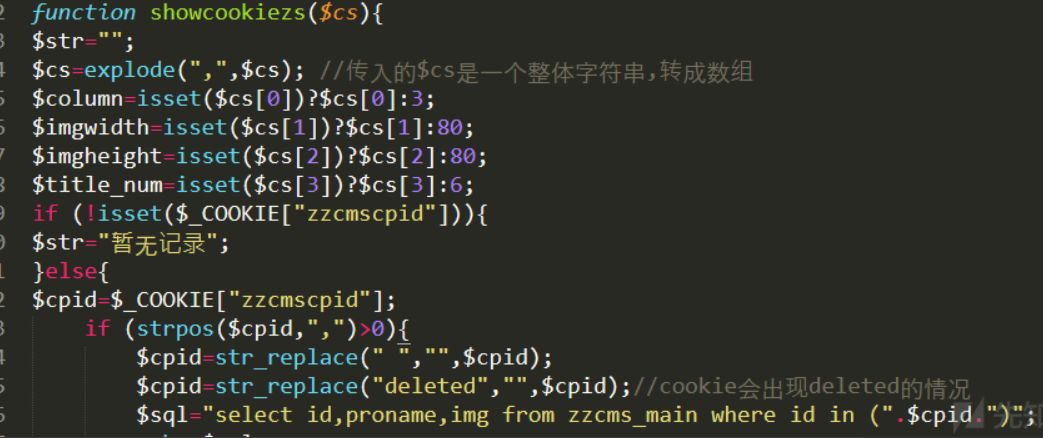 2 function showcookiezs($cs){
3 $str="";
4 $cs=explode(",",$cs); //传入的$cs是一个整体字符串,转成数组
5 $column=isset($cs[0])?$cs[0]:3;
6 $imgwidth=isset($cs[1])?$cs[1]:80;
7 $imgheight=isset($cs[2])?$cs[2]:80;
8 $title_num=isset($cs[3])?$cs[3]:6;
9 if (!isset($_COOKIE["zzcmscpid"])){
0 $str="暂无记录";
1 }else{
2 $cpid=$_COOKIE["zzcmscpid"];
3 if (strpos($cpid,",")>0){
4 $cpid=str_replace(" ","",$cpid);
5 $cpid=str_replace("deleted","",$cpid);//cookie会出现deleted的情况
6 $sql="select id,proname,img from zzcms_main where id in (".$cpid.")";